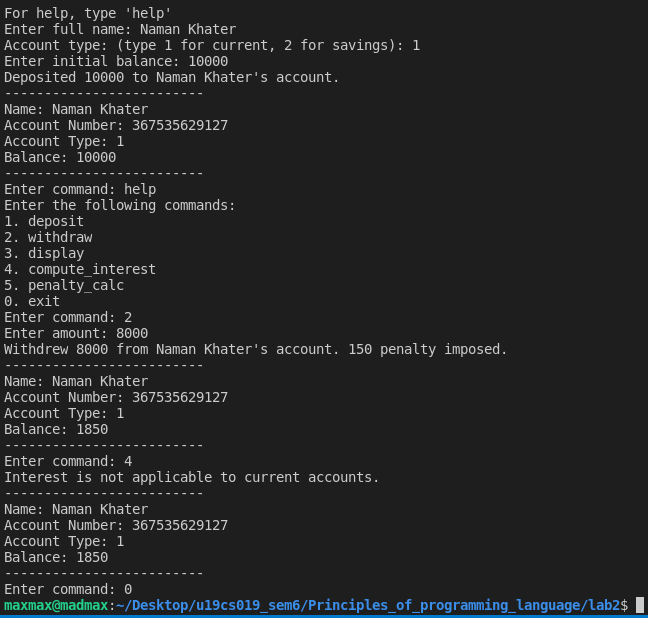 For help, type 'help'
Enter full name: Naman Khater
Account type: (type 1 for current, 2 for savings): 1
Enter initial balance: 10000
Deposited 10000 to Naman Khater's account.
-------------------------
Name: Naman Khater
Account Number: 367535629127
Account Type: 1
Balance: 10000
-------------------------
Enter command: help
Enter the following commands:
1. deposit
2. withdraw
3. display
4. compute_interest
5. penalty_calc
0. exit
Enter command: 2
Enter amount: 8000
Withdrew 8000 from Naman Khater's account. 150 penalty imposed.
-------------------------
Name: Naman Khater
Account Number: 367535629127
Account Type: 1
Balance: 1850
-------------------------
Enter command: 4
Interest is not applicable to current accounts.
-------------------------
Name: Naman Khater
Account Number: 367535629127
Account Type: 1
Balance: 1850
-------------------------
Enter command: 0
maxmax@madmax:~/Desktop/u19cs019_sem6/Principles_of_programming_language/lab2$